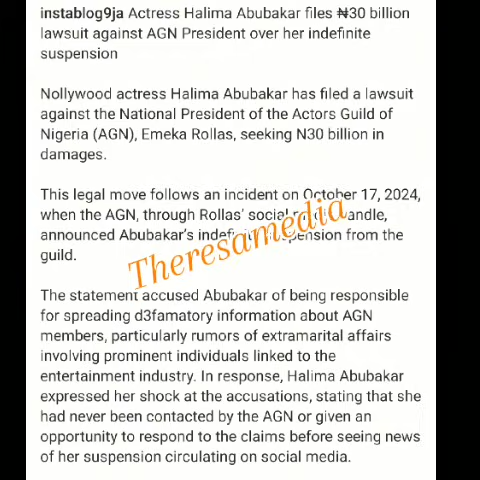 instablog9ja Actress Halima Abubakar files ₦30 billion
lawsuit against AGN President over her indefinite
suspension
Nollywood actress Halima Abubakar has filed a lawsuit
against the National President of the Actors Guild of
Nigeria (AGN), Emeka Rollas, seeking N30 billion in
damages.
This legal move follows an incident on October 17, 2024,
when the AGN, through Rollas' social handle,
announced Abubakar's from the
guild.
Theresamedia
The statement accused Abubakar of being responsible
for spreading d3famatory information about AGN
members, particularly rumors of extramarital affairs
involving prominent individuals linked to the
entertainment industry. In response, Halima Abubakar
expressed her shock at the accusations, stating that she
had never been contacted by the AGN or given an
opportunity to respond to the claims before seeing news
of her suspension circulating on social media.